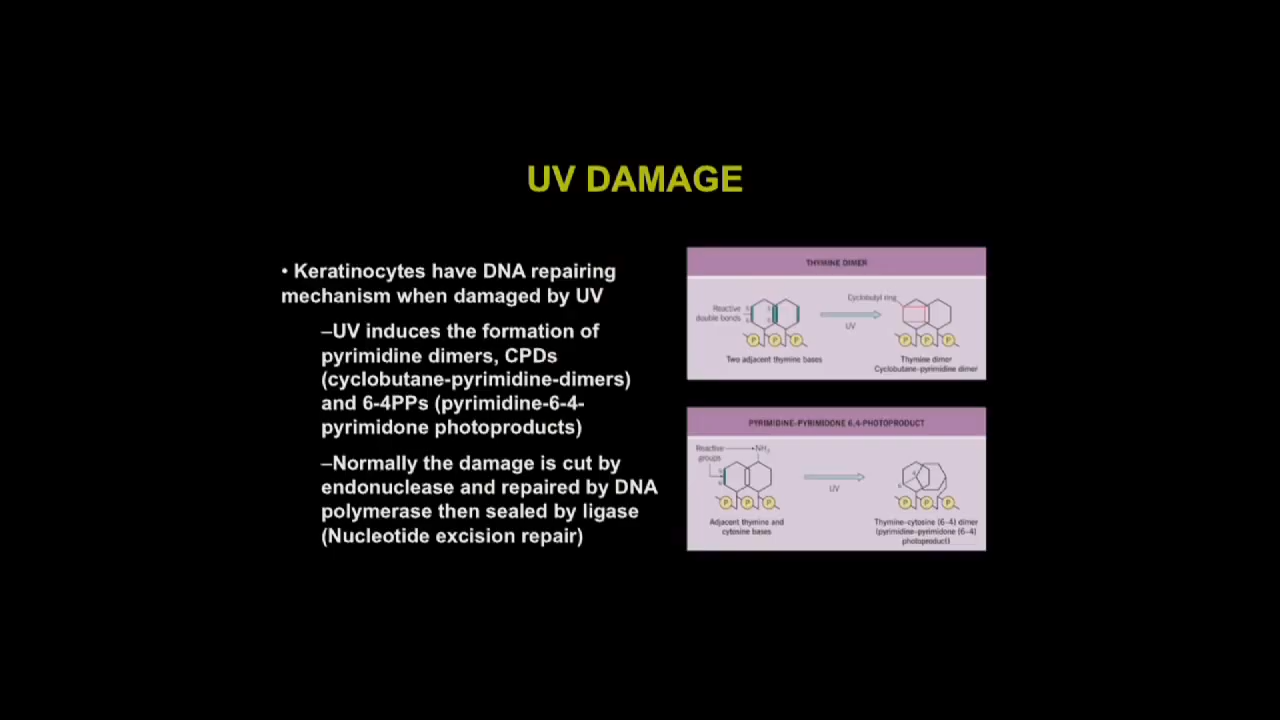 UV DAMAGE
• Keratinocytes have DNA repairing
mechanism when damaged by UV
–UV induces the formation of
pyrimidine dimers, CPDs
(cyclobutane-pyrimidine-dimers)
and 6-4PPs (pyrimidine-6-4-
pyrimidone photoproducts)
–Normally the damage is cut by
endonuclease and repaired by DNA
polymerase then sealed by ligase
(Nucleotide excision repair)
THYMINE DIMER
Reactive
double bonds
Cyclobutyl ring
UV
P P P
P P P
Two adjacent thymine bases
Thymine dimer
Cyclobutane–pyrimidine dimer
PYRIMIDINE–PYRIMIDONE 6,4-PHOTOPRODUCT
Reactive
groups
NH₂
UV
P P P
P P P
Adjacent thymine and
cytosine bases
Thymine–cytosine (6–4) dimer
(pyrimidine–pyrimidone (6–4)
photoproduct)